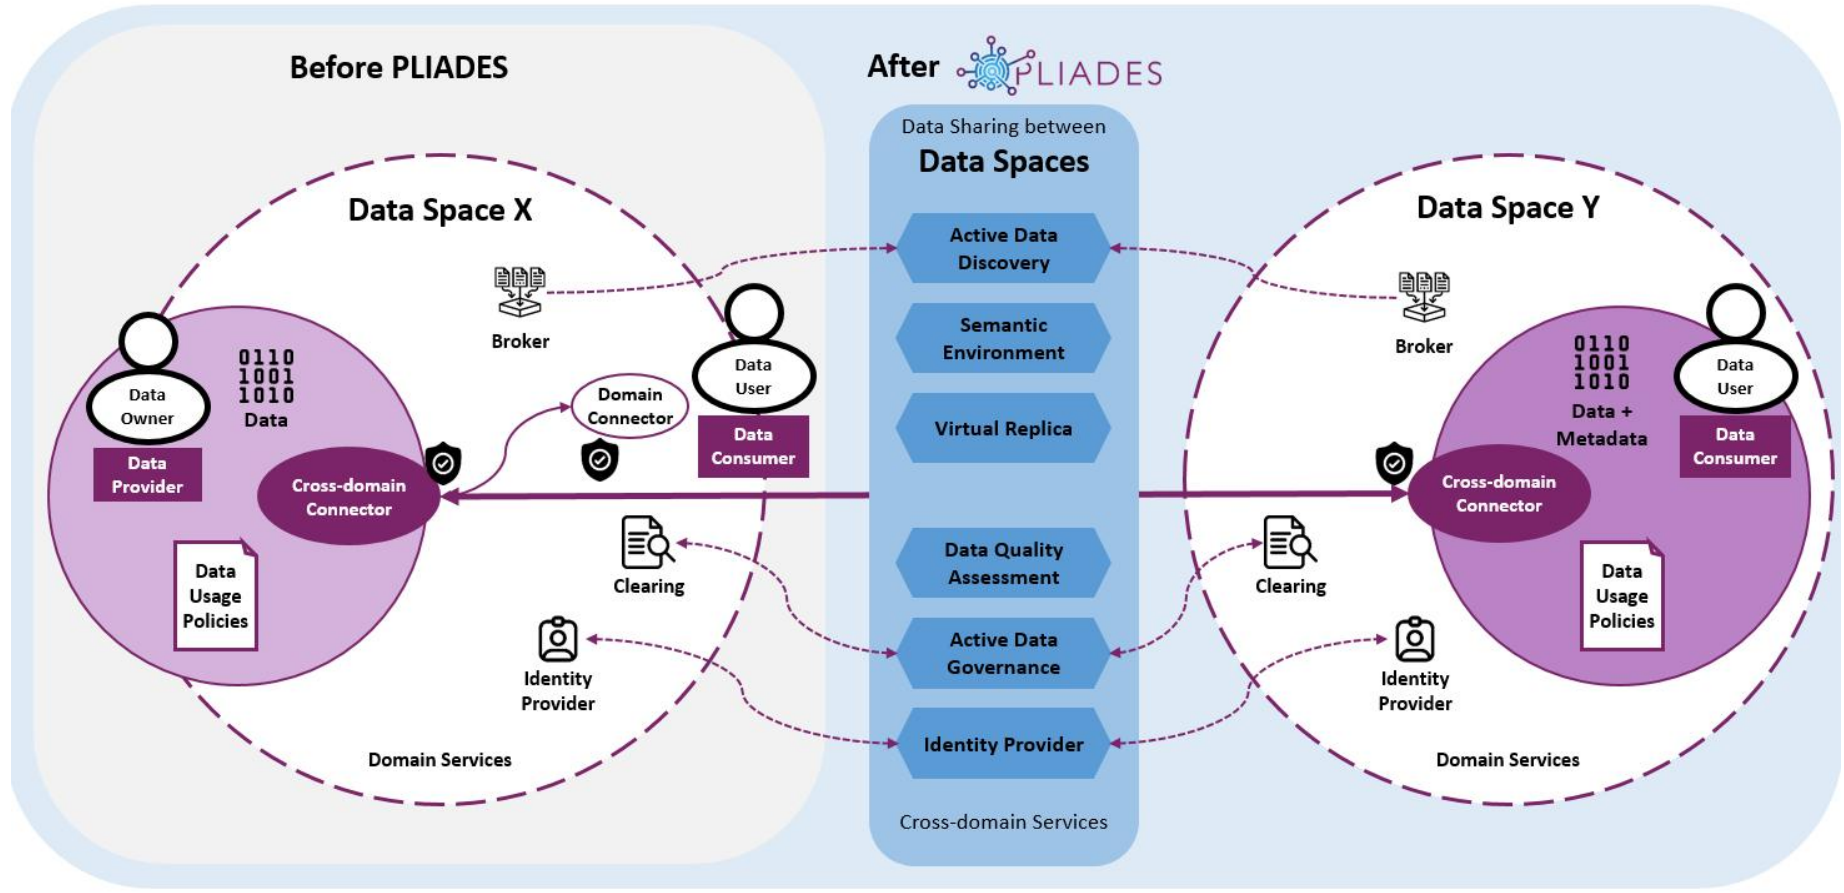 Before PLIADES
After PLIADES
Data Sharing between
Data Spaces
Data Space X
Broker
Data
Owner
Data
Provider
0110
1001
1010
Data
Cross-domain
Connector
Data
Usage
Policies
Domain
Connector
Data
User
Data
Consumer
Clearing
Identity
Provider
Domain Services
Active Data
Discovery
Semantic
Environment
Virtual Replica
Data Quality
Assessment
Active Data
Governance
Identity Provider
Cross-domain Services
Data Space Y
Broker
0110
1001
1010
Data +
Metadata
Data
User
Data
Consumer
Cross-domain
Connector
Data
Usage
Policies
Clearing
Identity
Provider
Domain Services